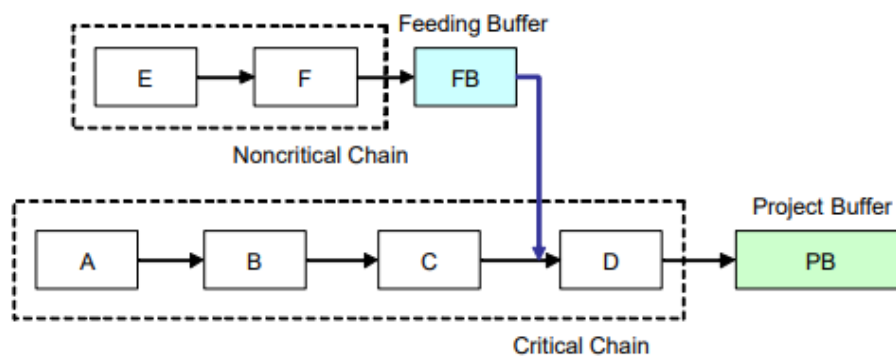 Feeding Buffer
E
F
FB
Noncritical Chain
Project Buffer
A
B
C
D
PB
Critical Chain